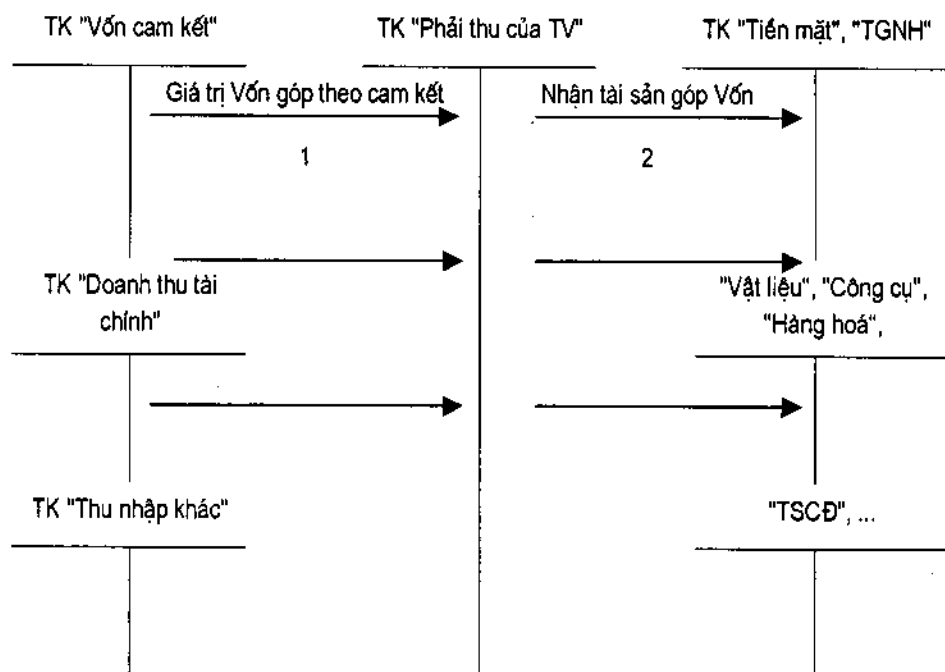 TK "Vốn cam kết"
TK "Phải thu của TV"
TK "Tiền mặt", "TGNH"
Giá trị Vốn góp theo cam kết
Nhận tài sản góp Vốn
1
2
TK "Doanh thu tài
chính"
"Vật liệu", "Công cụ",
"Hàng hoá",
TK "Thu nhập khác"
"TSCĐ", ...